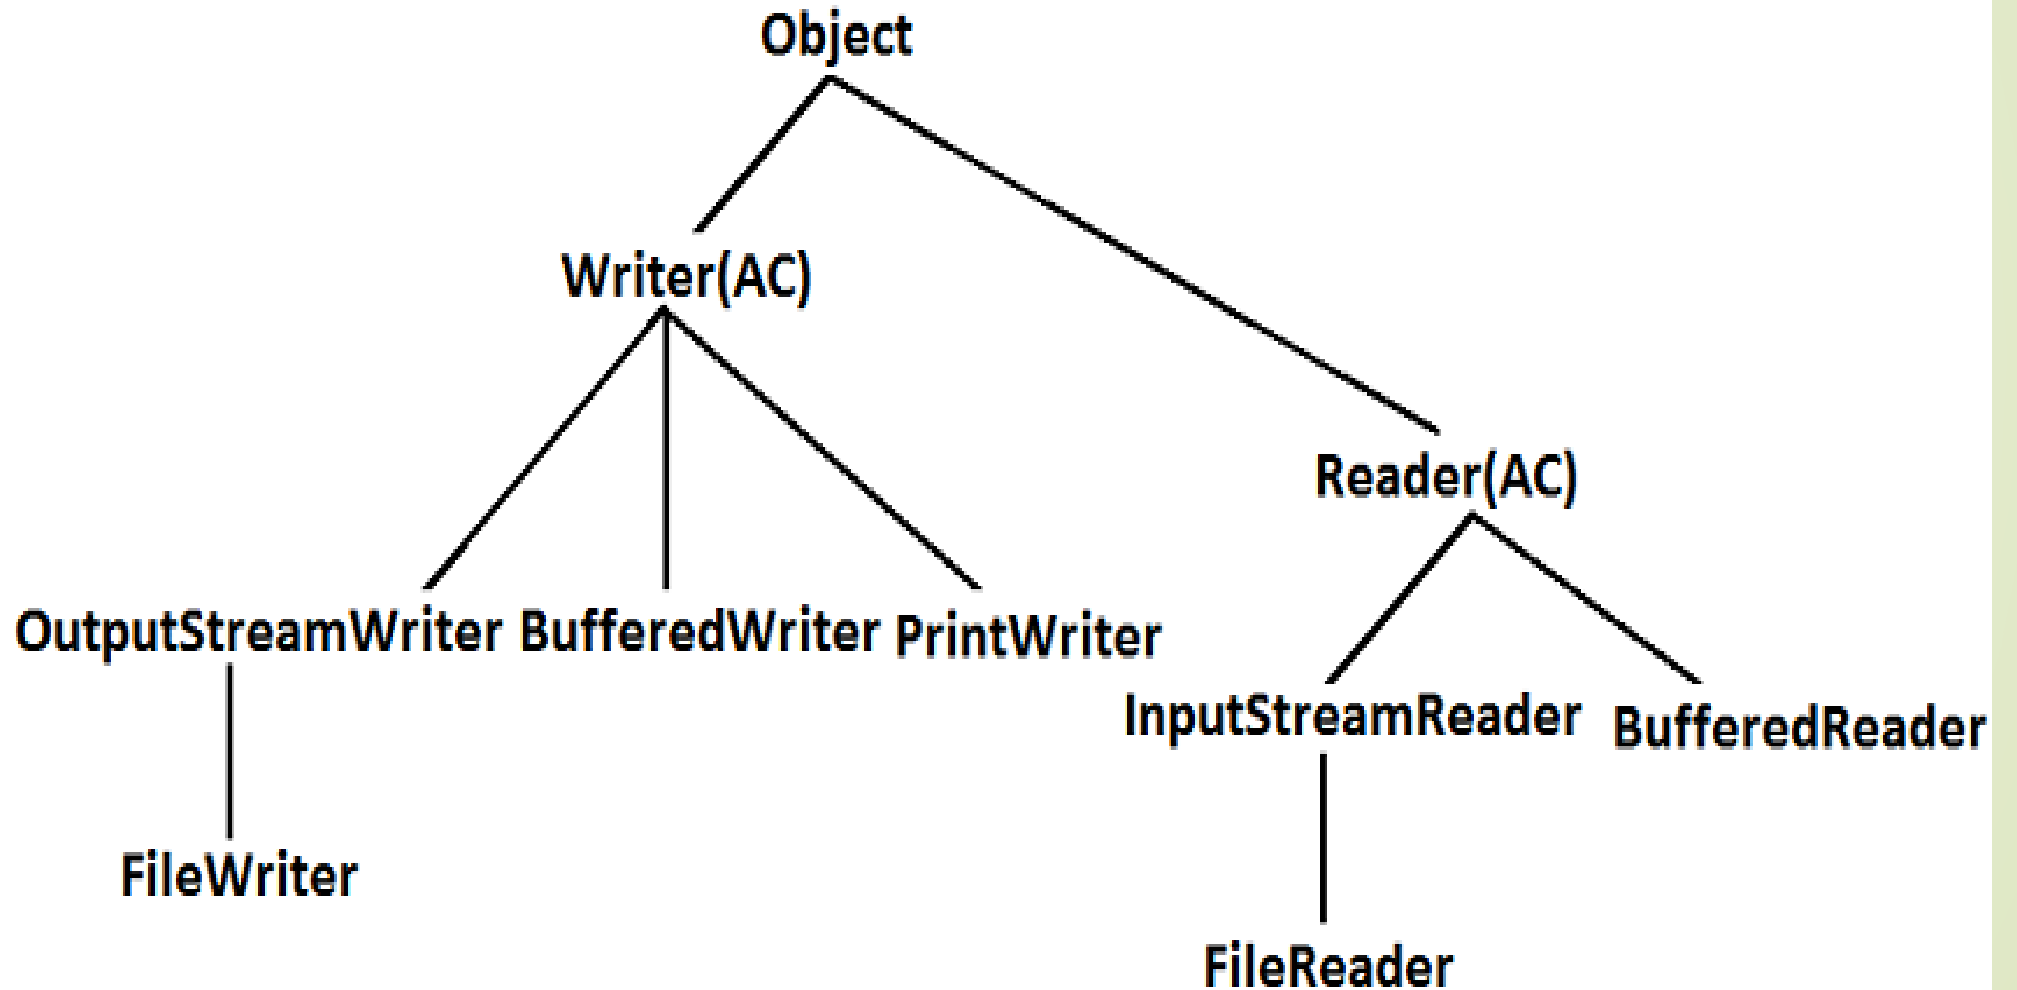 Object
Writer(AC)
Reader(AC)
OutputStreamWriter BufferedWriter PrintWriter
InputStreamReader BufferedReader
FileWriter
FileReader